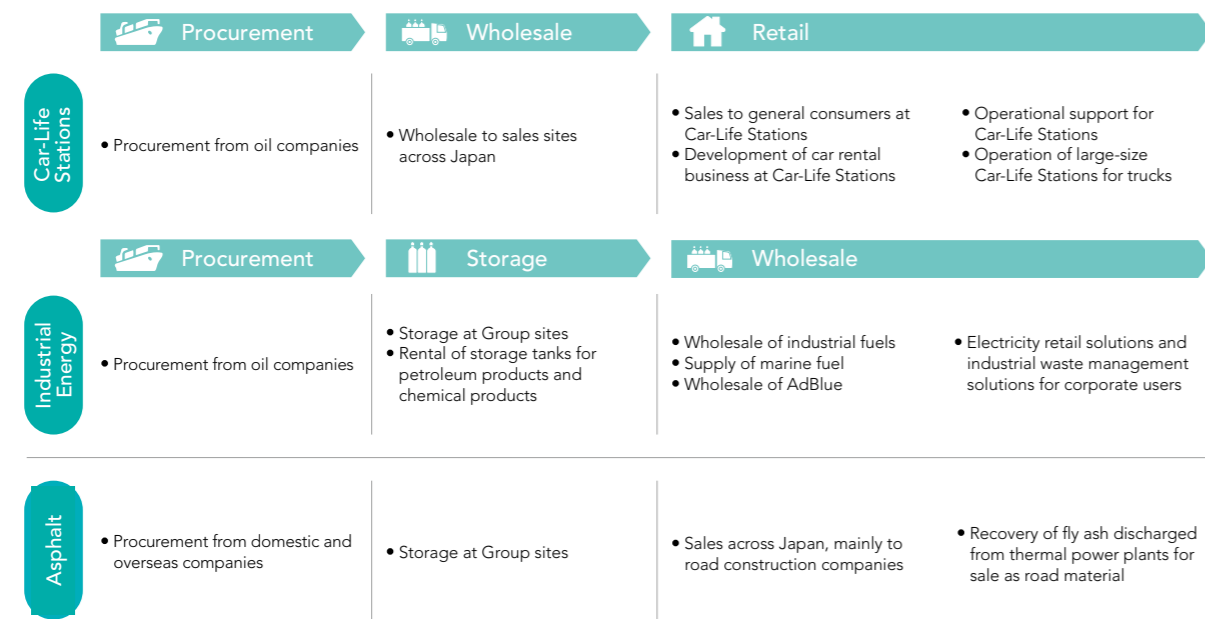 Procurement
Wholesale
Retail
Car-Life
Stations
• Procurement from oil companies
• Wholesale to sales sites
across Japan
• Sales to general consumers at
Car-Life Stations
• Development of car rental
business at Car-Life Stations
• Operational support for
Car-Life Stations
• Operation of large-size
Car-Life Stations for trucks
Procurement
Storage
Wholesale
Industrial
Energy
• Procurement from oil companies
• Storage at Group sites
• Rental of storage tanks for
petroleum products and
chemical products
• Wholesale of industrial fuels
• Supply of marine fuel
• Wholesale of AdBlue
• Electricity retail solutions and
industrial waste management
solutions for corporate users
Asphalt
• Procurement from domestic and
overseas companies
• Storage at Group sites
• Sales across Japan, mainly to
road construction companies
• Recovery of fly ash discharged
from thermal power plants for
sale as road material